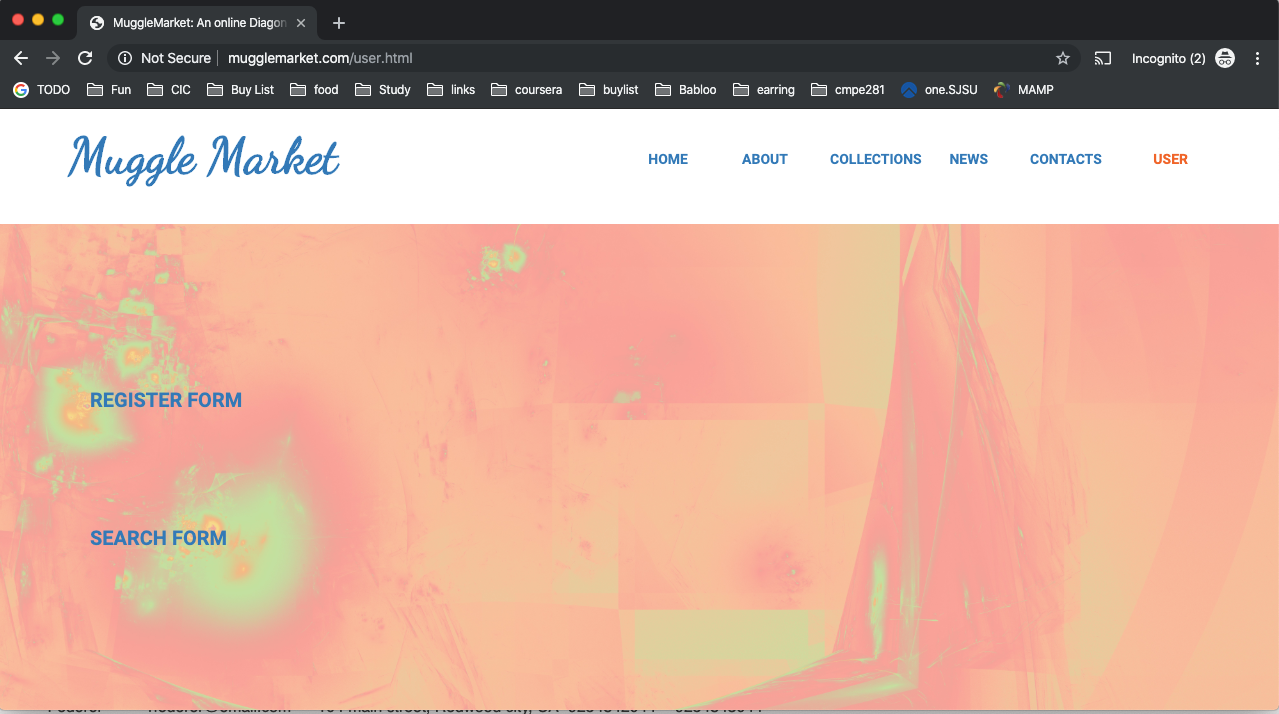 MuggleMarket: An online Diagon
Not Secure mugglemarket.com/user.html Incognito (2)
TODO Fun CIC Buy List food Study links coursera buylist Babloo earring cmpe281 one.SJSU MAMP
Muggle Market HOME ABOUT COLLECTIONS NEWS CONTACTS USER
REGISTER FORM
SEARCH FORM